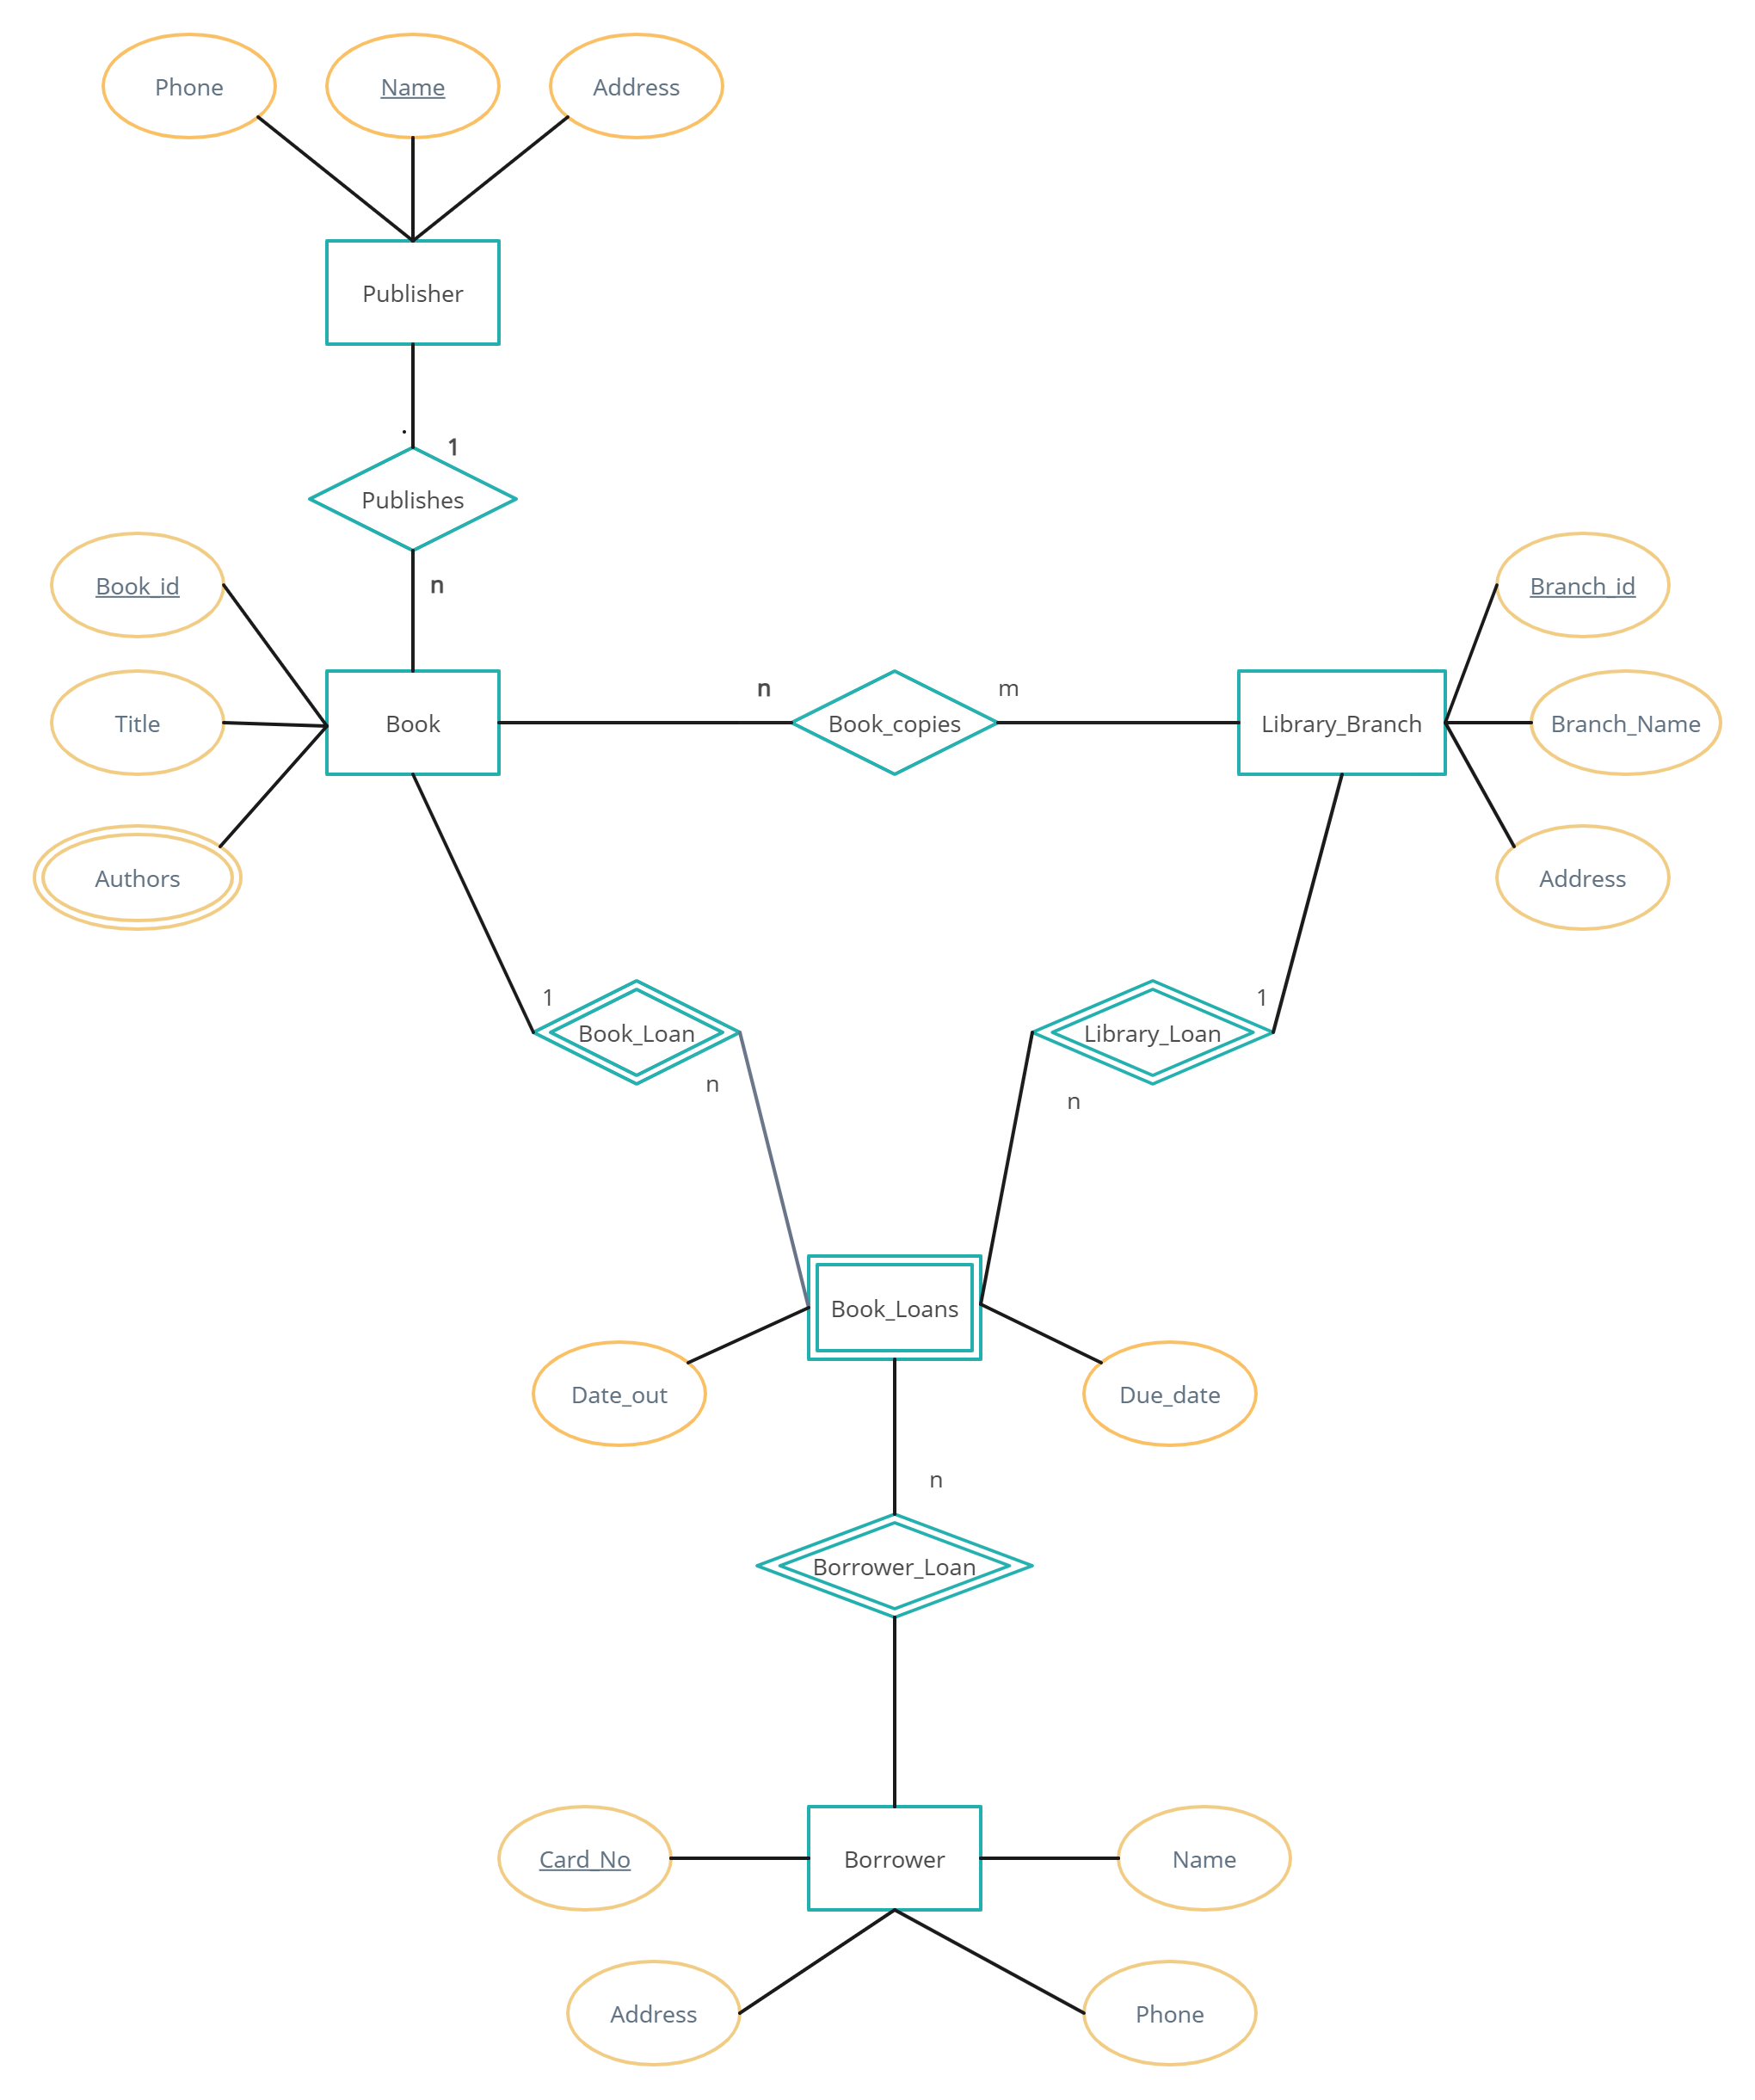 Phone
Name
Address
Publisher
.
1
Publishes
n
Book_id
Branch_id
n
m
Title
Book
Book_copies
Library_Branch
Branch_Name
Authors
Address
1
1
Book_Loan
Library_Loan
n
n
Book_Loans
Date_out
Due_date
n
Borrower_Loan
Card_No
Borrower
Name
Address
Phone